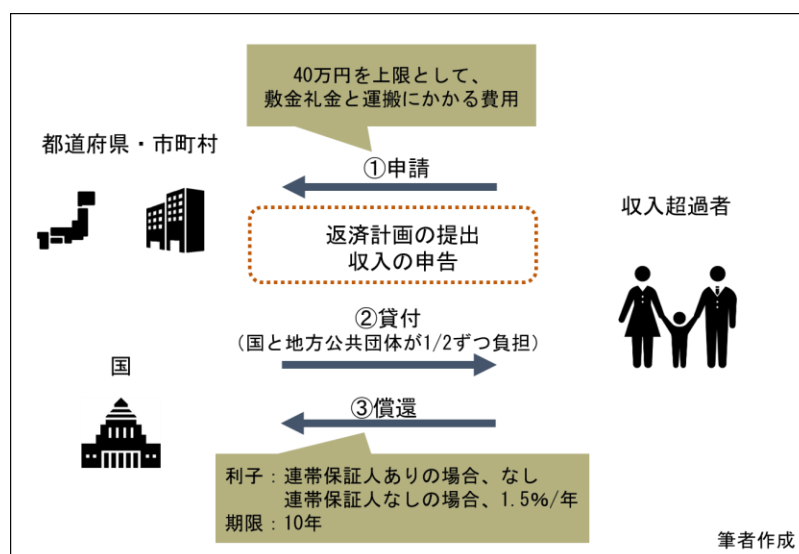 40万円を上限として、
敷金礼金と運搬にかかる費用
都道府県・市町村
①申請
収入超過者
返済計画の提出
収入の申告
②貸付
(国と地方公共団体が1/2ずつ負担)
国
③償還
利子：連帯保証人ありの場合、なし
連帯保証人なしの場合、1.5%/年
期限：10年
筆者作成